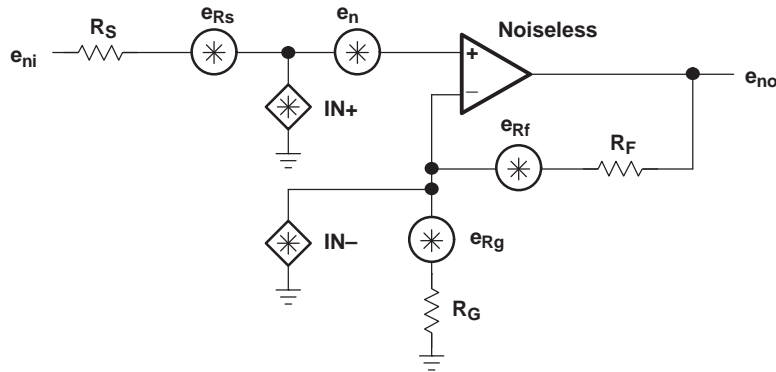 eRs en Noiseless
eni RS + eno
IN+ –
eRf RF
IN–
eRg
RG